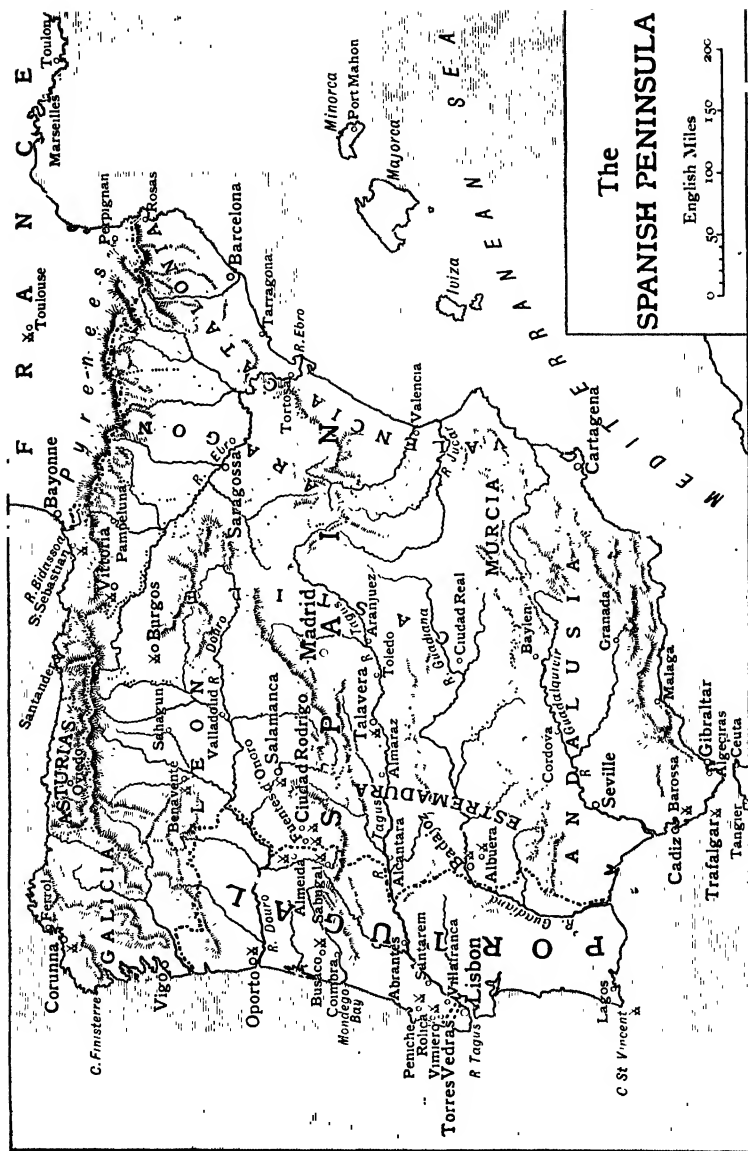 The
SPANISH PENINSULA
English Miles
0 50 100 150 200
FRANCE
Toulouse
Marseilles
Toulon
Bayonne
Pyrenees
Perpignan
Rosas
R. Bidassoa
S. Sebastian
Santander
ASTURIAS
Oviedo
Corunna
Ferrol
GALICIA
C. Finisterre
Vigo
Vittoria
Pampeluna
Burgos
Sahagun
Benavente
LEON
Valladolid
R. Douro
Saragossa
R. Ebro
ARAGON
CATALONIA
Barcelona
Tarragona
Tortosa
R. Ebro
Minorca
Port Mahon
Majorca
Iviza
MEDITERRANEAN SEA
Oporto
R. Douro
Salamanca
Ciudad Rodrigo
Fuentes d'Onoro
Almeida
Sabugal
Busaco
Coimbra
Mondego Bay
Madrid
SPAIN
R. Tagus
Aranjuez
Toledo
Talavera
Almaraz
R. Tagus
Alcantara
Abrantes
Santarem
Peniche
Rolica
Vimiero
Villafranca
Torres Vedras
Lisbon
R Tagus
PORTUGAL
ESTREMADURA
Badajoz
Albuera
R. Guadiana
R. Guadiana
Ciudad Real
VALENCIA
Valencia
R. Jucar
MURCIA
Cartagena
Baylen
Cordova
ANDALUSIA
R. Guadalquivir
Granada
Seville
Malaga
Lagos
C St Vincent
Cadiz
Barossa
Trafalgar
Gibraltar
Algeciras
Tangier
Ceuta